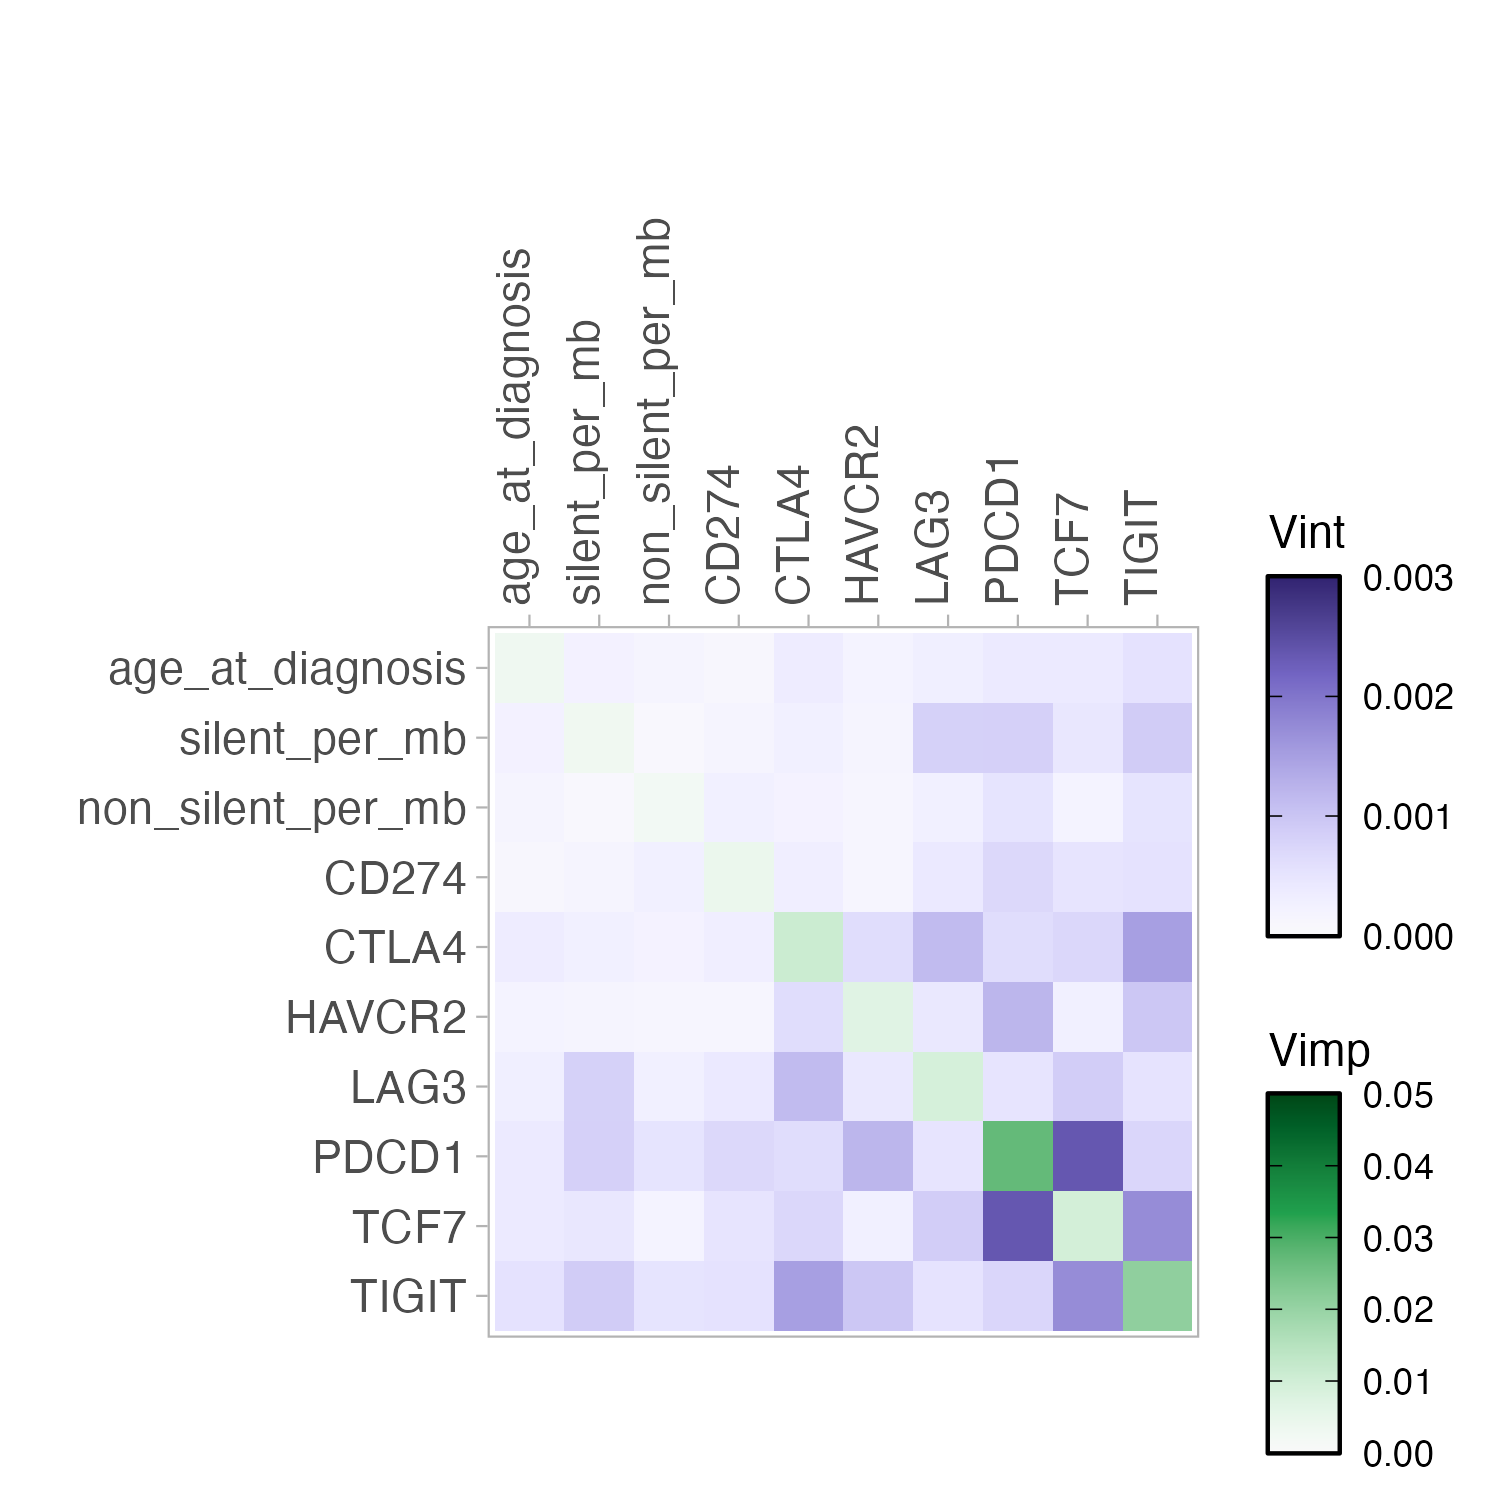 age_at_diagnosis
silent_per_mb
non_silent_per_mb
CD274
CTLA4
HAVCR2
LAG3
PDCD1
TCF7
TIGIT
age_at_diagnosis
silent_per_mb
non_silent_per_mb
CD274
CTLA4
HAVCR2
LAG3
PDCD1
TCF7
TIGIT
Vint
0.003
0.002
0.001
0.000
Vimp
0.05
0.04
0.03
0.02
0.01
0.00